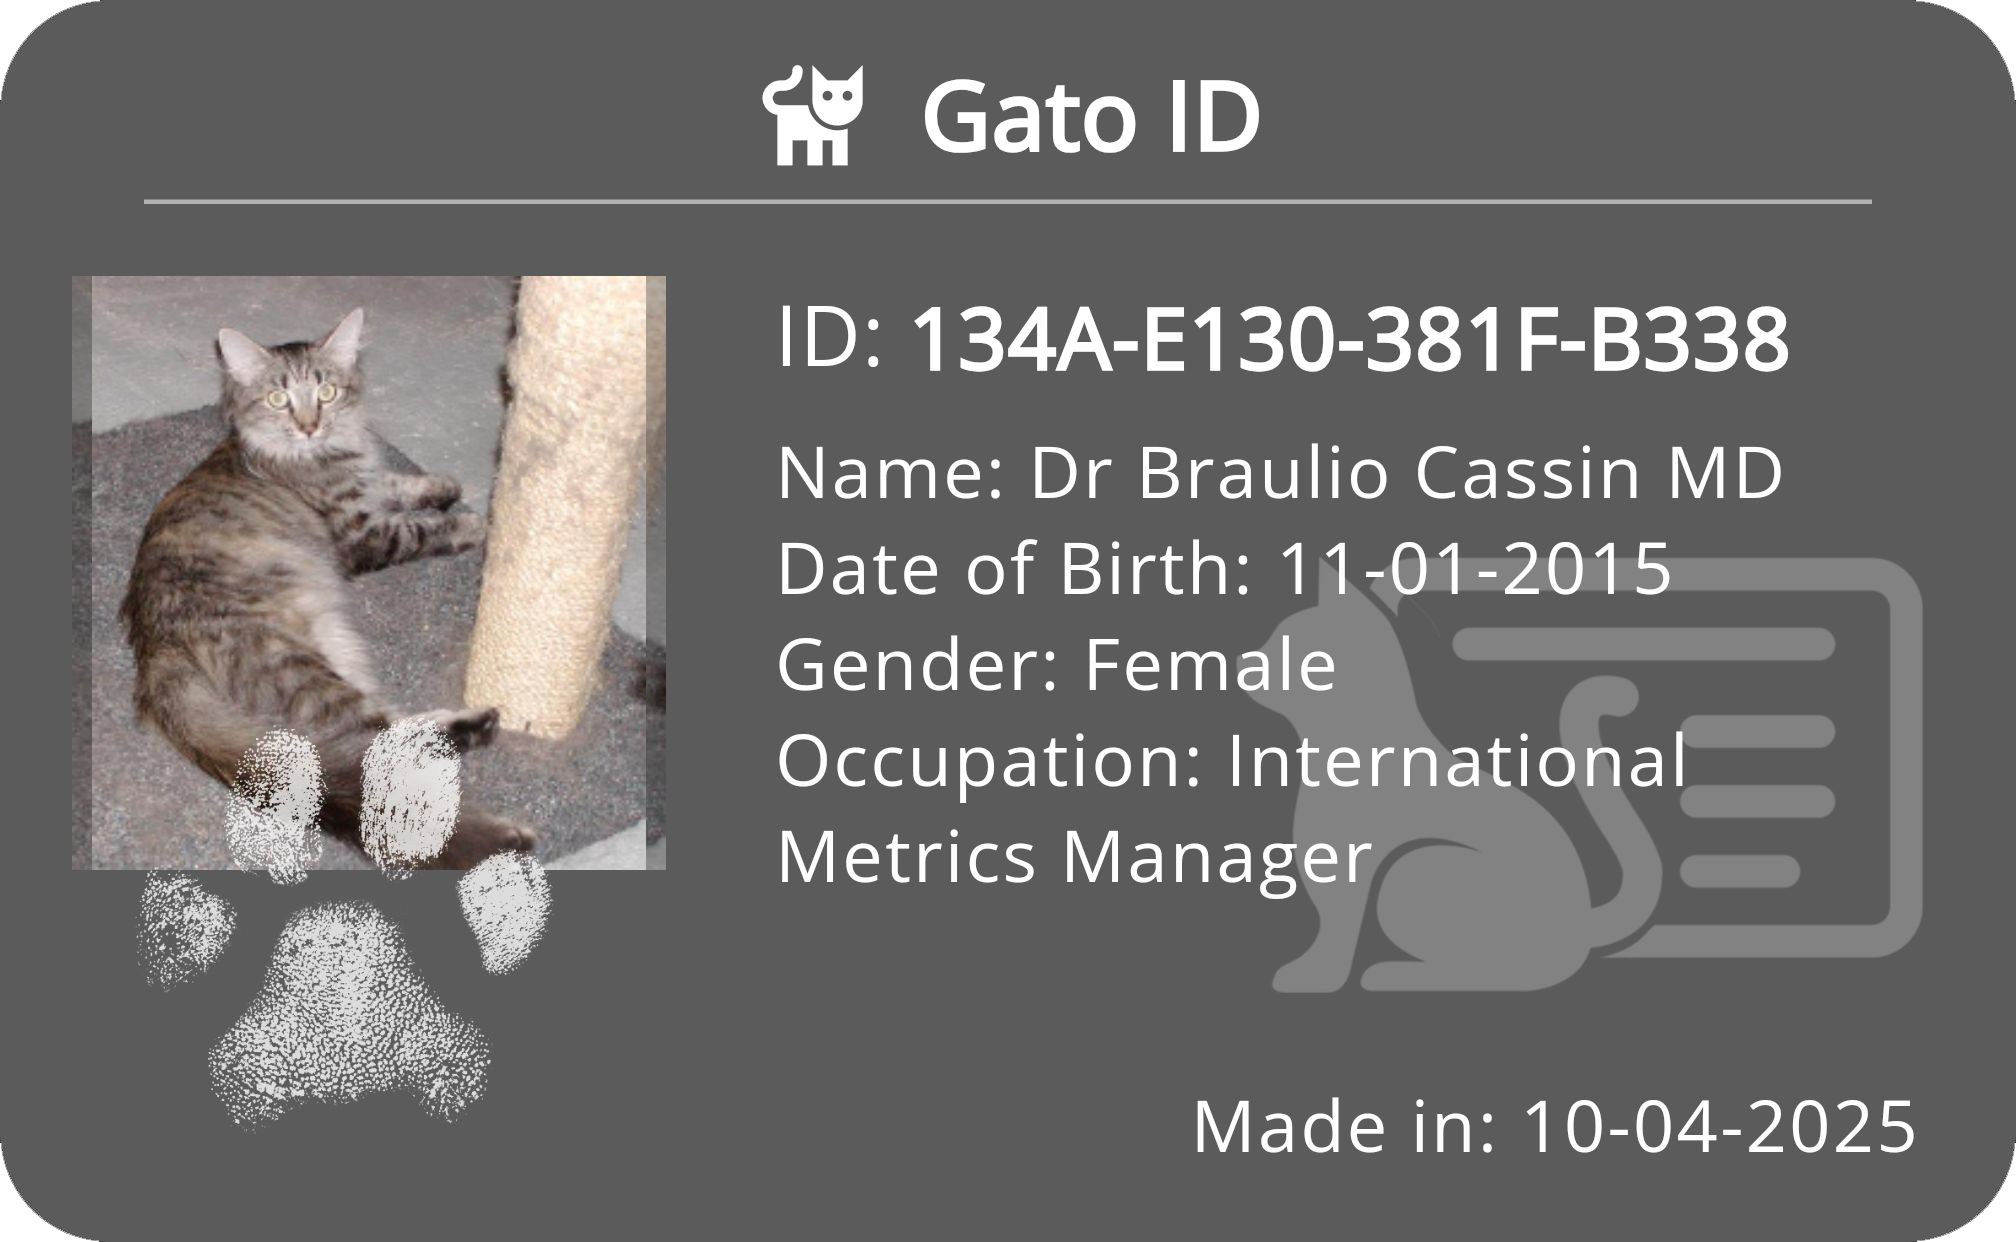 Gato ID
ID: 134A-E130-381F-B338
Name: Dr Braulio Cassin MD
Date of Birth: 11-01-2015
Gender: Female
Occupation: International
Metrics Manager
Made in: 10-04-2025